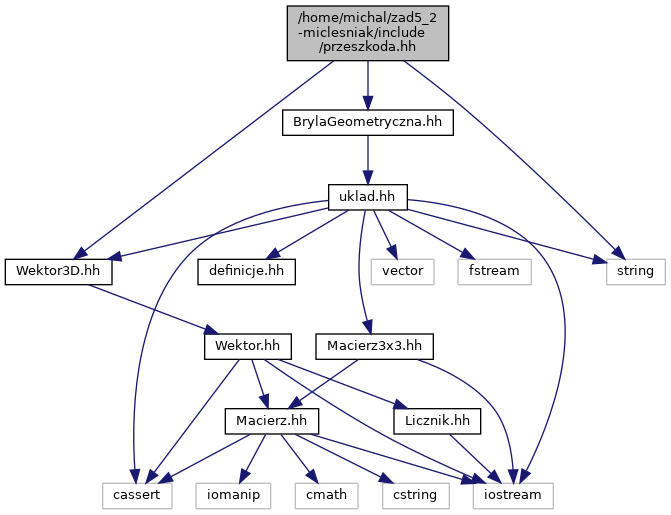 /home/michal/zad5_2
-miclesniak/include
/przeszkoda.hh
BrylaGeometryczna.hh
uklad.hh
Wektor3D.hh
definicje.hh
vector
fstream
string
Wektor.hh
Macierz3x3.hh
Macierz.hh
Licznik.hh
cassert
iomanip
cmath
cstring
iostream